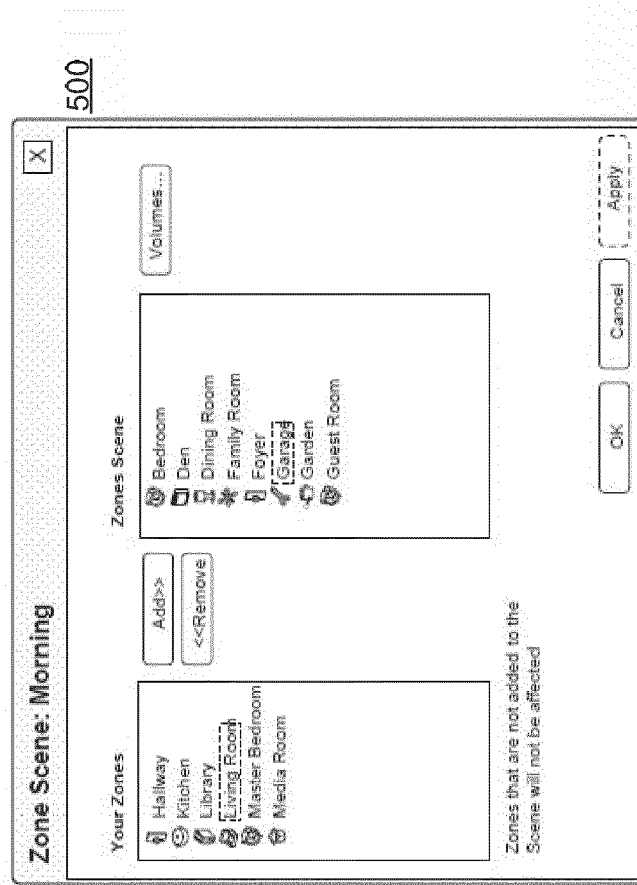 500
Zone Scene: Morning
X
Your Zones
Hallway
Kitchen
Library
Living Room
Master Bedroom
Media Room
Add>>
<<Remove
Zones Scene
Bedroom
Den
Dining Room
Family Room
Foyer
Garage
Garden
Guest Room
Volumes...
Zones that are not added to the
Scene will not be affected
OK
Cancel
Apply